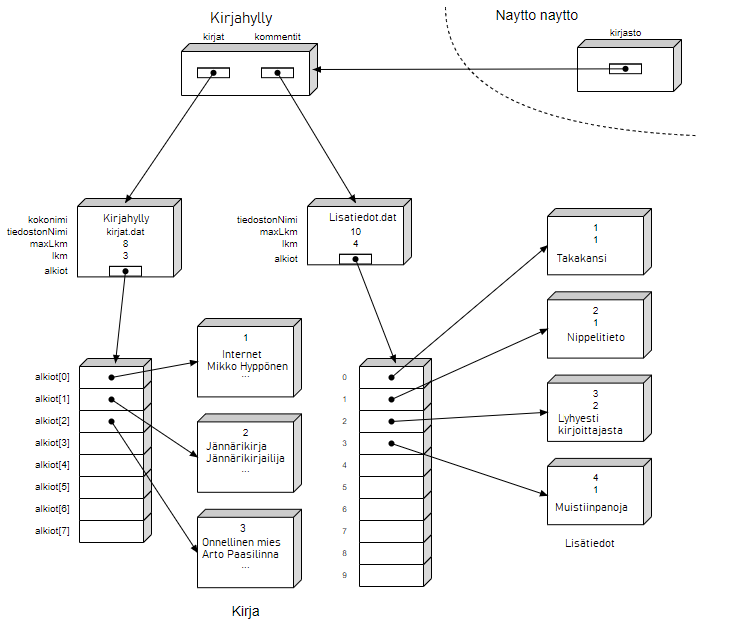 Kirjahylly
Naytto naytto
kirjat
kommentit
kirjasto
kokonimi
tiedostonNimi
maxLkm
lkm
alkiot
Kirjahylly
kirjat.dat
8
3
tiedostonNimi
maxLkm
lkm
alkiot
Lisatiedot.dat
10
4
1
1
Takakansi
2
1
Nippelitieto
3
2
Lyhyesti
kirjoittajasta
4
1
Muistiinpanoja
Lisätiedot
alkiot[0]
alkiot[1]
alkiot[2]
alkiot[3]
alkiot[4]
alkiot[5]
alkiot[6]
alkiot[7]
1
Internet
Mikko Hyppönen
...
2
Jännärikirja
Jännärikirjailija
...
3
Onnellinen mies
Arto Paasilinna
...
Kirja
0
1
2
3
4
5
6
7
8
9